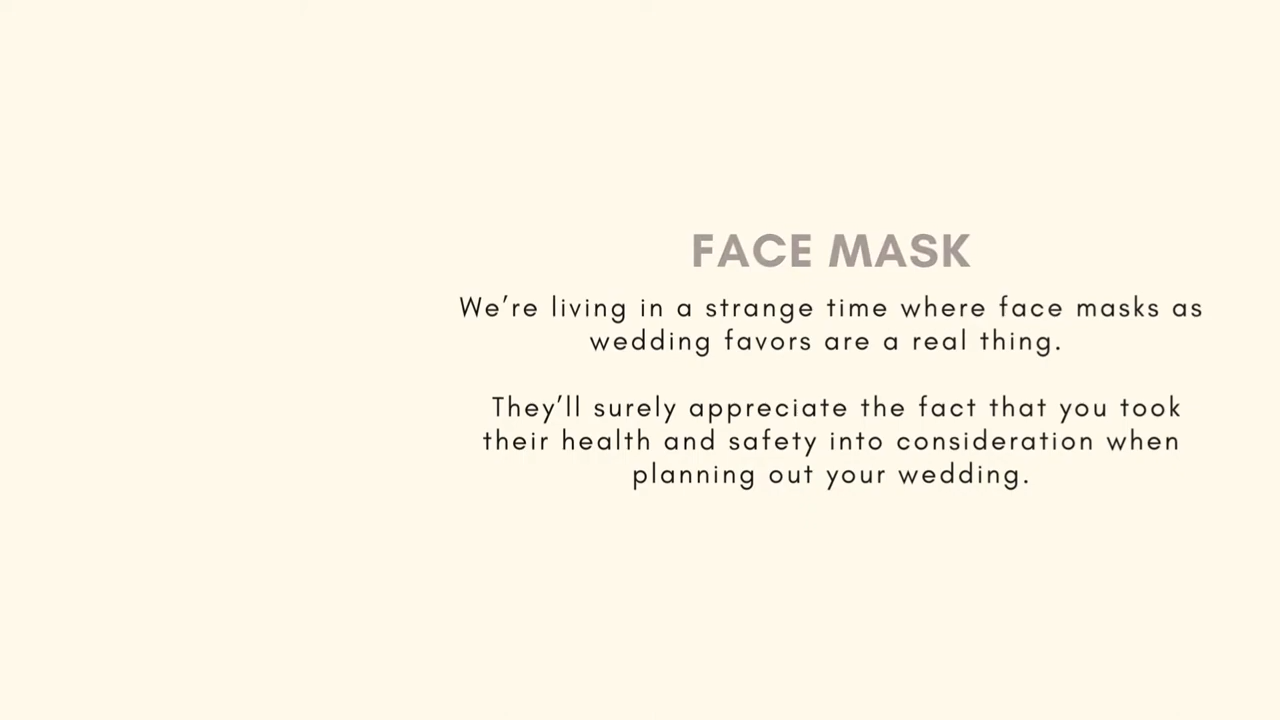 FACE MASK
We're living in a strange time where face masks as
wedding favors are a real thing.
They'll surely appreciate the fact that you took
their health and safety into consideration when
planning out your wedding.